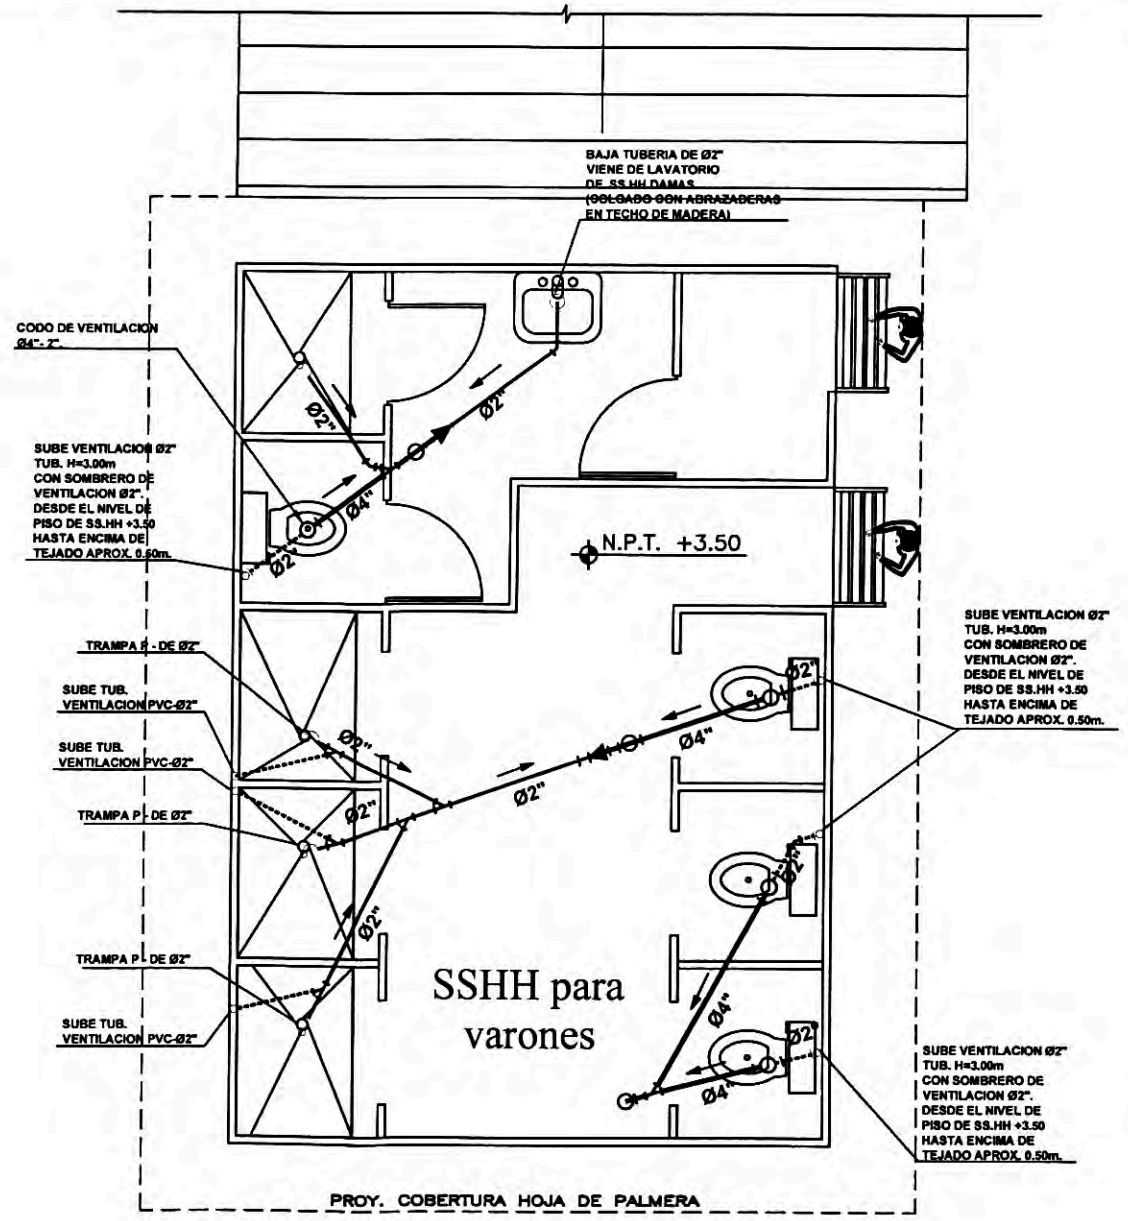 BAJA TUBERIA DE Ø2"
VIENE DE LAVATORIO
DE SS.HH DAMAS
(COLGADO CON ABRAZADERAS
EN TECHO DE MADERA)
CODO DE VENTILACION
Ø4"- 2".
Ø2"
Ø2"
SUBE VENTILACION Ø2"
TUB. H=3.00m
CON SOMBRERO DE
VENTILACION Ø2".
DESDE EL NIVEL DE
PISO DE SS.HH +3.50
HASTA ENCIMA DE
TEJADO APROX. 0.50m.
Ø4"
Ø2"
N.P.T. +3.50
SUBE VENTILACION Ø2"
TUB. H=3.00m
CON SOMBRERO DE
VENTILACION Ø2".
DESDE EL NIVEL DE
PISO DE SS.HH +3.50
HASTA ENCIMA DE
TEJADO APROX. 0.50m.
TRAMPA P - DE Ø2"
Ø2"
SUBE TUB.
VENTILACION PVC-Ø2"
Ø2"
Ø4"
SUBE TUB.
VENTILACION PVC-Ø2"
Ø2"
Ø2"
TRAMPA P - DE Ø2"
Ø2"
Ø2"
TRAMPA P - DE Ø2"
SSHH para
varones
Ø4"
SUBE TUB.
VENTILACION PVC-Ø2"
Ø2"
Ø4"
SUBE VENTILACION Ø2"
TUB. H=3.00m
CON SOMBRERO DE
VENTILACION Ø2".
DESDE EL NIVEL DE
PISO DE SS.HH +3.50
HASTA ENCIMA DE
TEJADO APROX. 0.50m.
PROY. COBERTURA HOJA DE PALMERA